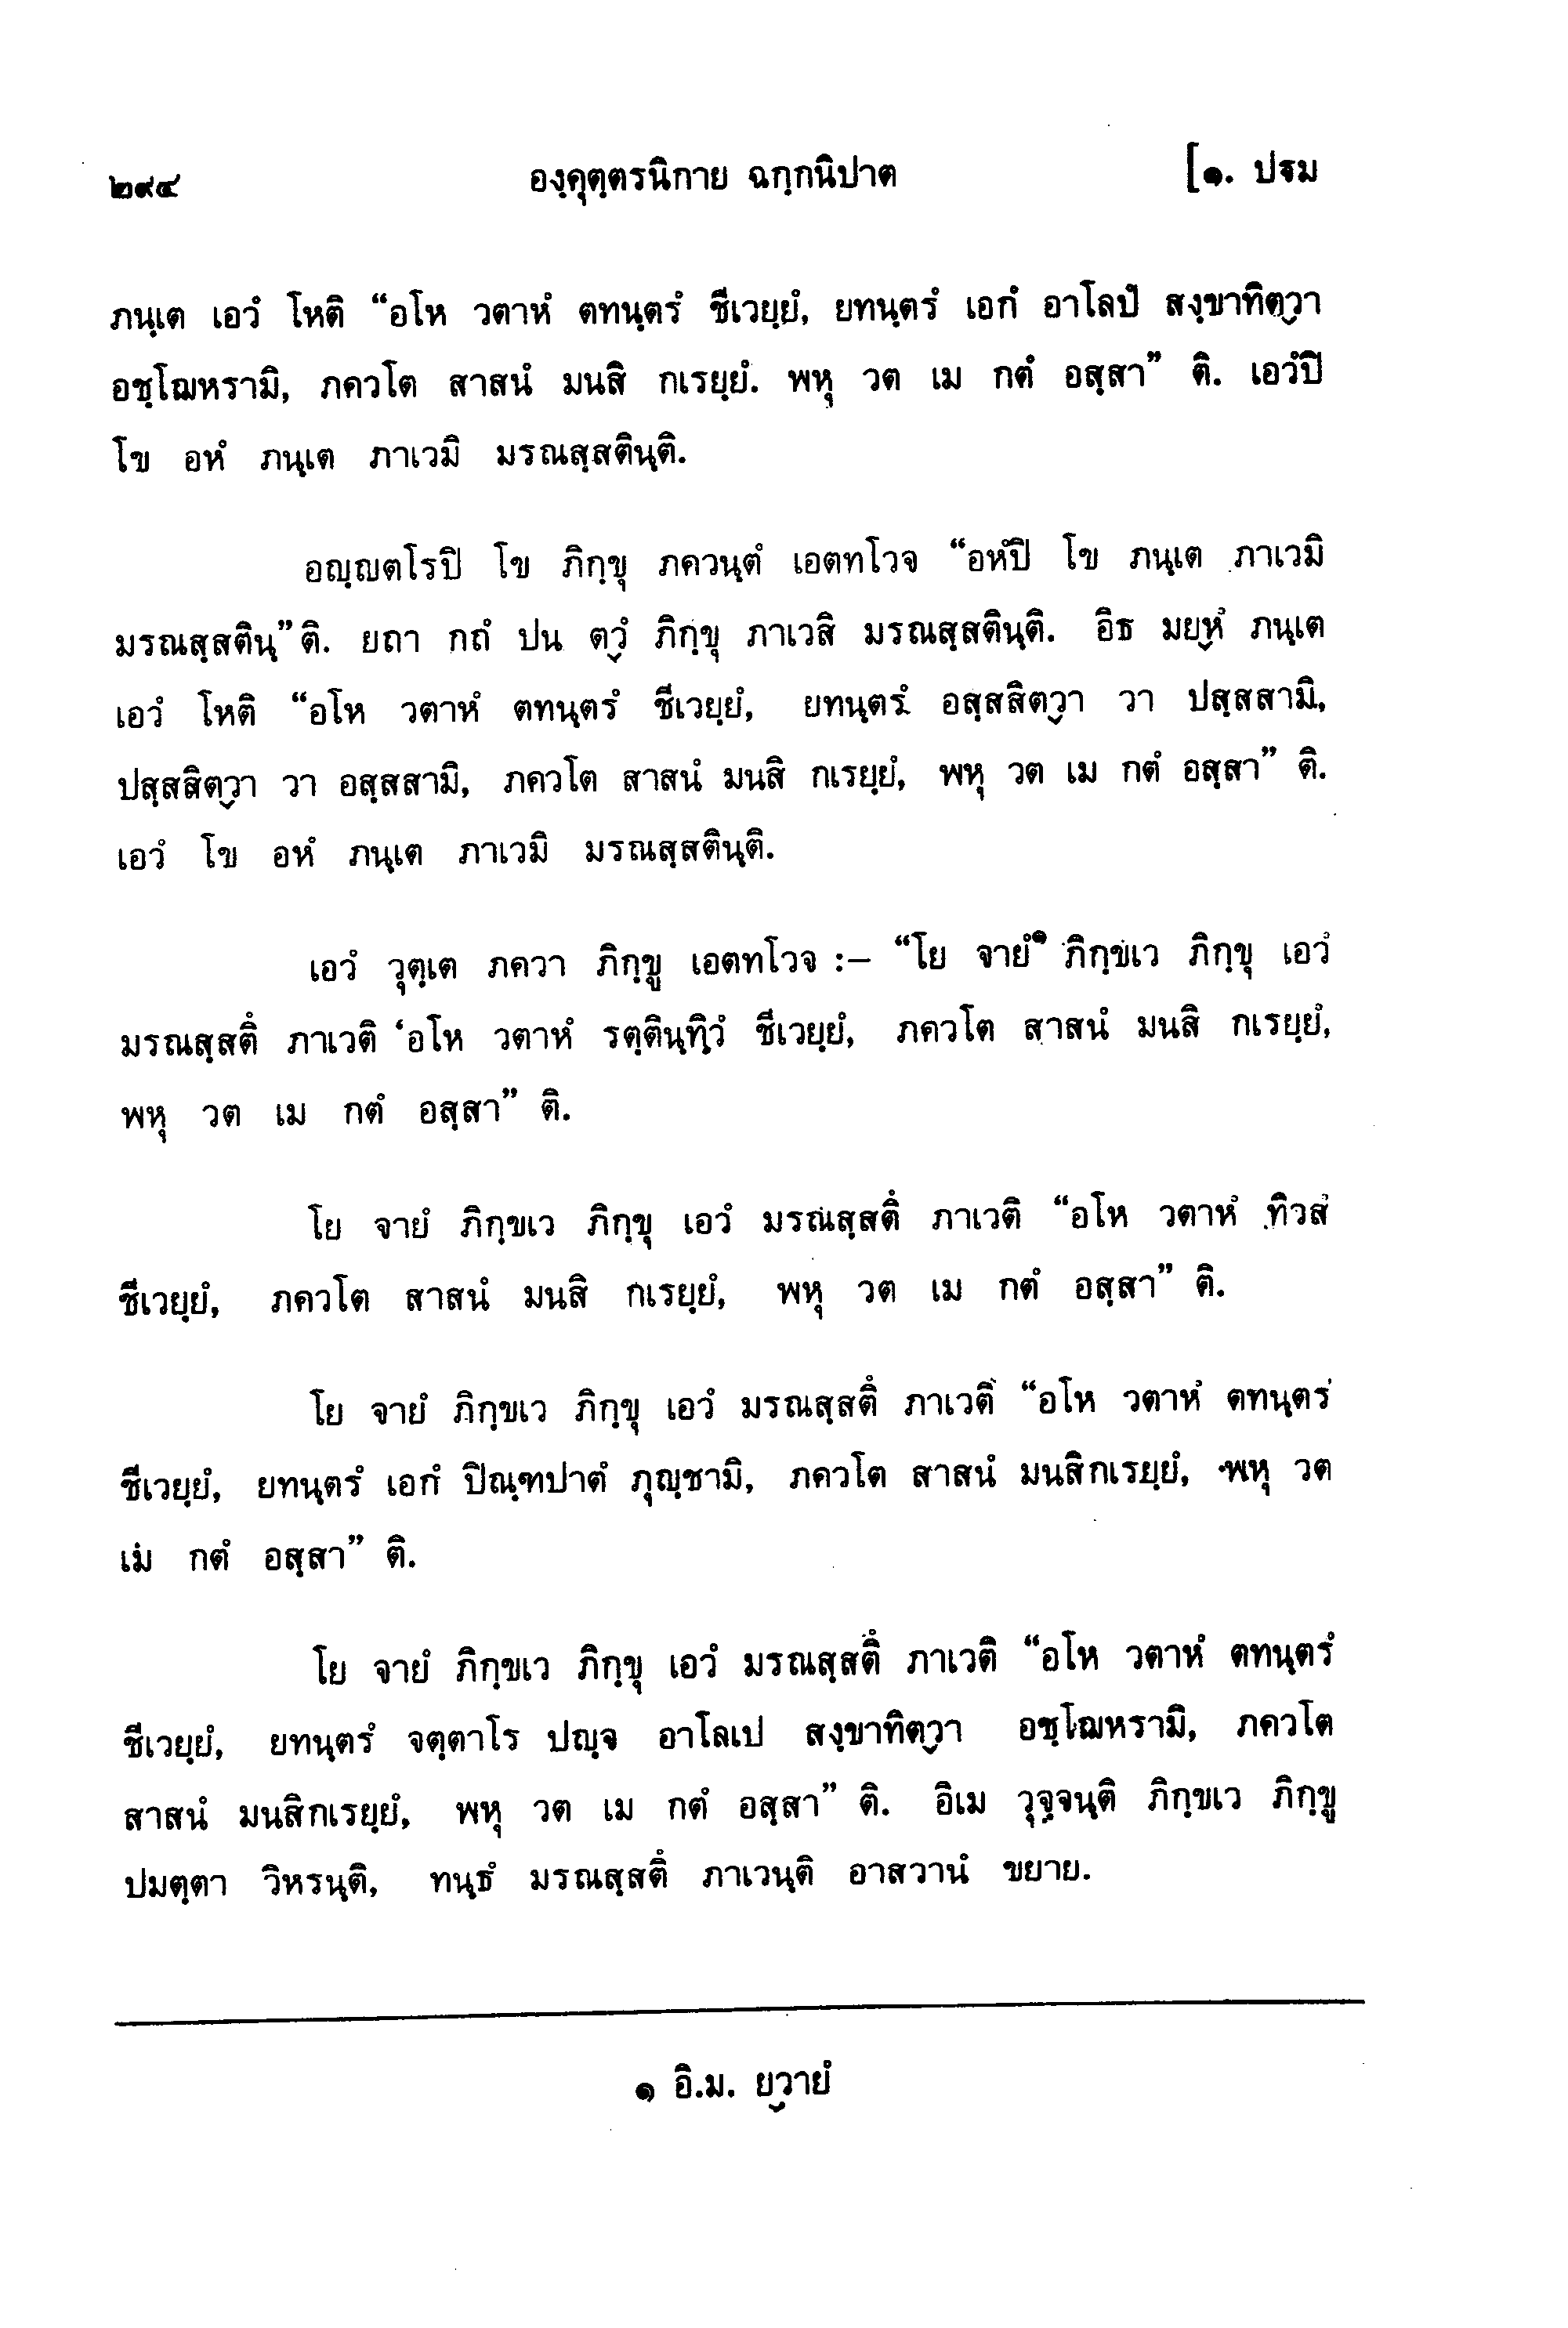 ๒๙๔ องฺคุตฺตรนิกาย ฉกฺกนิปาต [๑. ปฐม
ภนฺเต เอวํ โหติ “อโห วตาหํ ตทนฺตรํ ชีเวยฺยํ, ยทนฺตรํ เอกํ อาโลปํ สงฺขาทิตฺวา
อชฺโฌหรามิ, ภควโต สาสนํ มนสิ กเรยฺยํ. พหุ วต เม กตํ อสฺสา” ติ. เอวํปิ
โข อหํ ภนฺเต ภาเวมิ มรณสฺสตินฺติ.
อญฺญตโรปิ โข ภิกฺขุ ภควนฺตํ เอตทโวจ “อหํปิ โข ภนฺเต ภาเวมิ
มรณสฺสตินฺ”ติ. ยถา กถํ ปน ตฺวํ ภิกฺขุ ภาเวสิ มรณสฺสตินฺติ. อิธ มยฺหํ ภนฺเต
เอวํ โหติ “อโห วตาหํ ตทนฺตรํ ชีเวยฺยํ, ยทนฺตรํ อสฺสสิตฺวา วา ปสฺสสามิ,
ปสฺสสิตฺวา วา อสฺสสามิ, ภควโต สาสนํ มนสิ กเรยฺยํ, พหุ วต เม กตํ อสฺสา” ติ.
เอวํ โข อหํ ภนฺเต ภาเวมิ มรณสฺสตินฺติ.
เอวํ วุตฺเต ภควา ภิกฺขู เอตทโวจ :— “โย จายํ๑ ภิกฺขเว ภิกฺขุ เอวํ
มรณสฺสตึ ภาเวติ ‘อโห วตาหํ รตฺตินฺทิวํ ชีเวยฺยํ, ภควโต สาสนํ มนสิ กเรยฺยํ,
พหุ วต เม กตํ อสฺสา” ติ.
โย จายํ ภิกฺขเว ภิกฺขุ เอวํ มรณสฺสตึ ภาเวติ “อโห วตาหํ ทิวสํ
ชีเวยฺยํ, ภควโต สาสนํ มนสิ กเรยฺยํ, พหุ วต เม กตํ อสฺสา” ติ.
โย จายํ ภิกฺขเว ภิกฺขุ เอวํ มรณสฺสตึ ภาเวติ “อโห วตาหํ ตทนฺตรํ
ชีเวยฺยํ, ยทนฺตรํ เอกํ ปิณฺฑปาตํ ภุญฺชามิ, ภควโต สาสนํ มนสิกเรยฺยํ, พหุ วต
เม กตํ อสฺสา” ติ.
โย จายํ ภิกฺขเว ภิกฺขุ เอวํ มรณสฺสตึ ภาเวติ “อโห วตาหํ ตทนฺตรํ
ชีเวยฺยํ, ยทนฺตรํ จตฺตาโร ปญฺจ อาโลเป สงฺขาทิตฺวา อชฺโฌหรามิ, ภควโต
สาสนํ มนสิกเรยฺยํ, พหุ วต เม กตํ อสฺสา” ติ. อิเม วุจฺจนฺติ ภิกฺขเว ภิกฺขู
ปมตฺตา วิหรนฺติ, ทนฺธํ มรณสฺสตึ ภาเวนฺติ อาสวานํ ขยาย.
๑ อิ.ม. ยฺวายํ